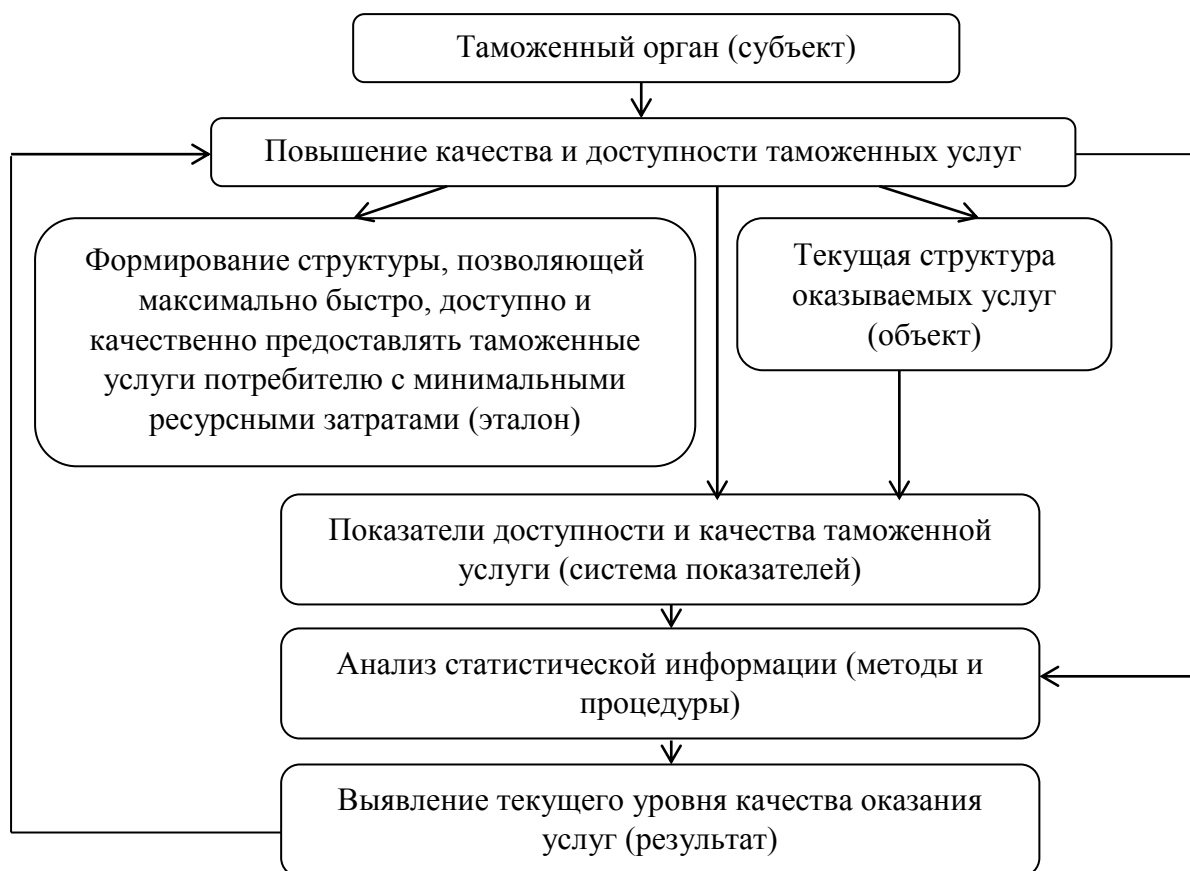 Таможенный орган (субъект)
Повышение качества и доступности таможенных услуг
Формирование структуры, позволяющей
максимально быстро, доступно и
качественно предоставлять таможенные
услуги потребителю с минимальными
ресурсными затратами (эталон)
Текущая структура
оказываемых услуг
(объект)
Показатели доступности и качества таможенной
услуги (система показателей)
Анализ статистической информации (методы и
процедуры)
Выявление текущего уровня качества оказания
услуг (результат)